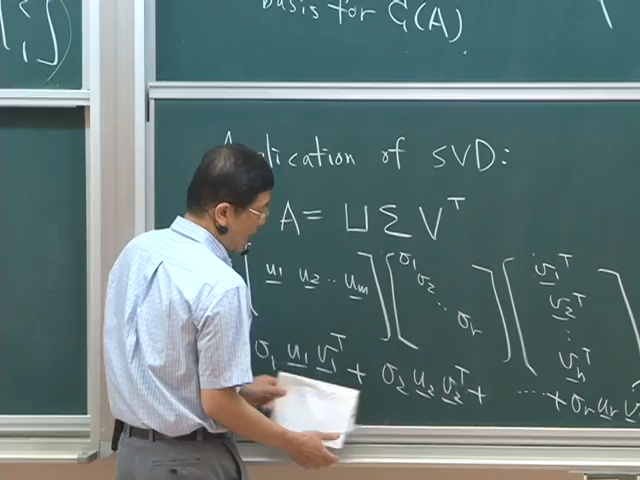 basis for C(A).
Application of SVD:
A = U Σ V^T
[ u1 u2 ·· um ] [ σ1 σ2 ·. σr ] [ v1^T v2^T ⋮ vn^T ]
σ1 u1 v1^T + σ2 u2 v2^T + ···· + σr ur v